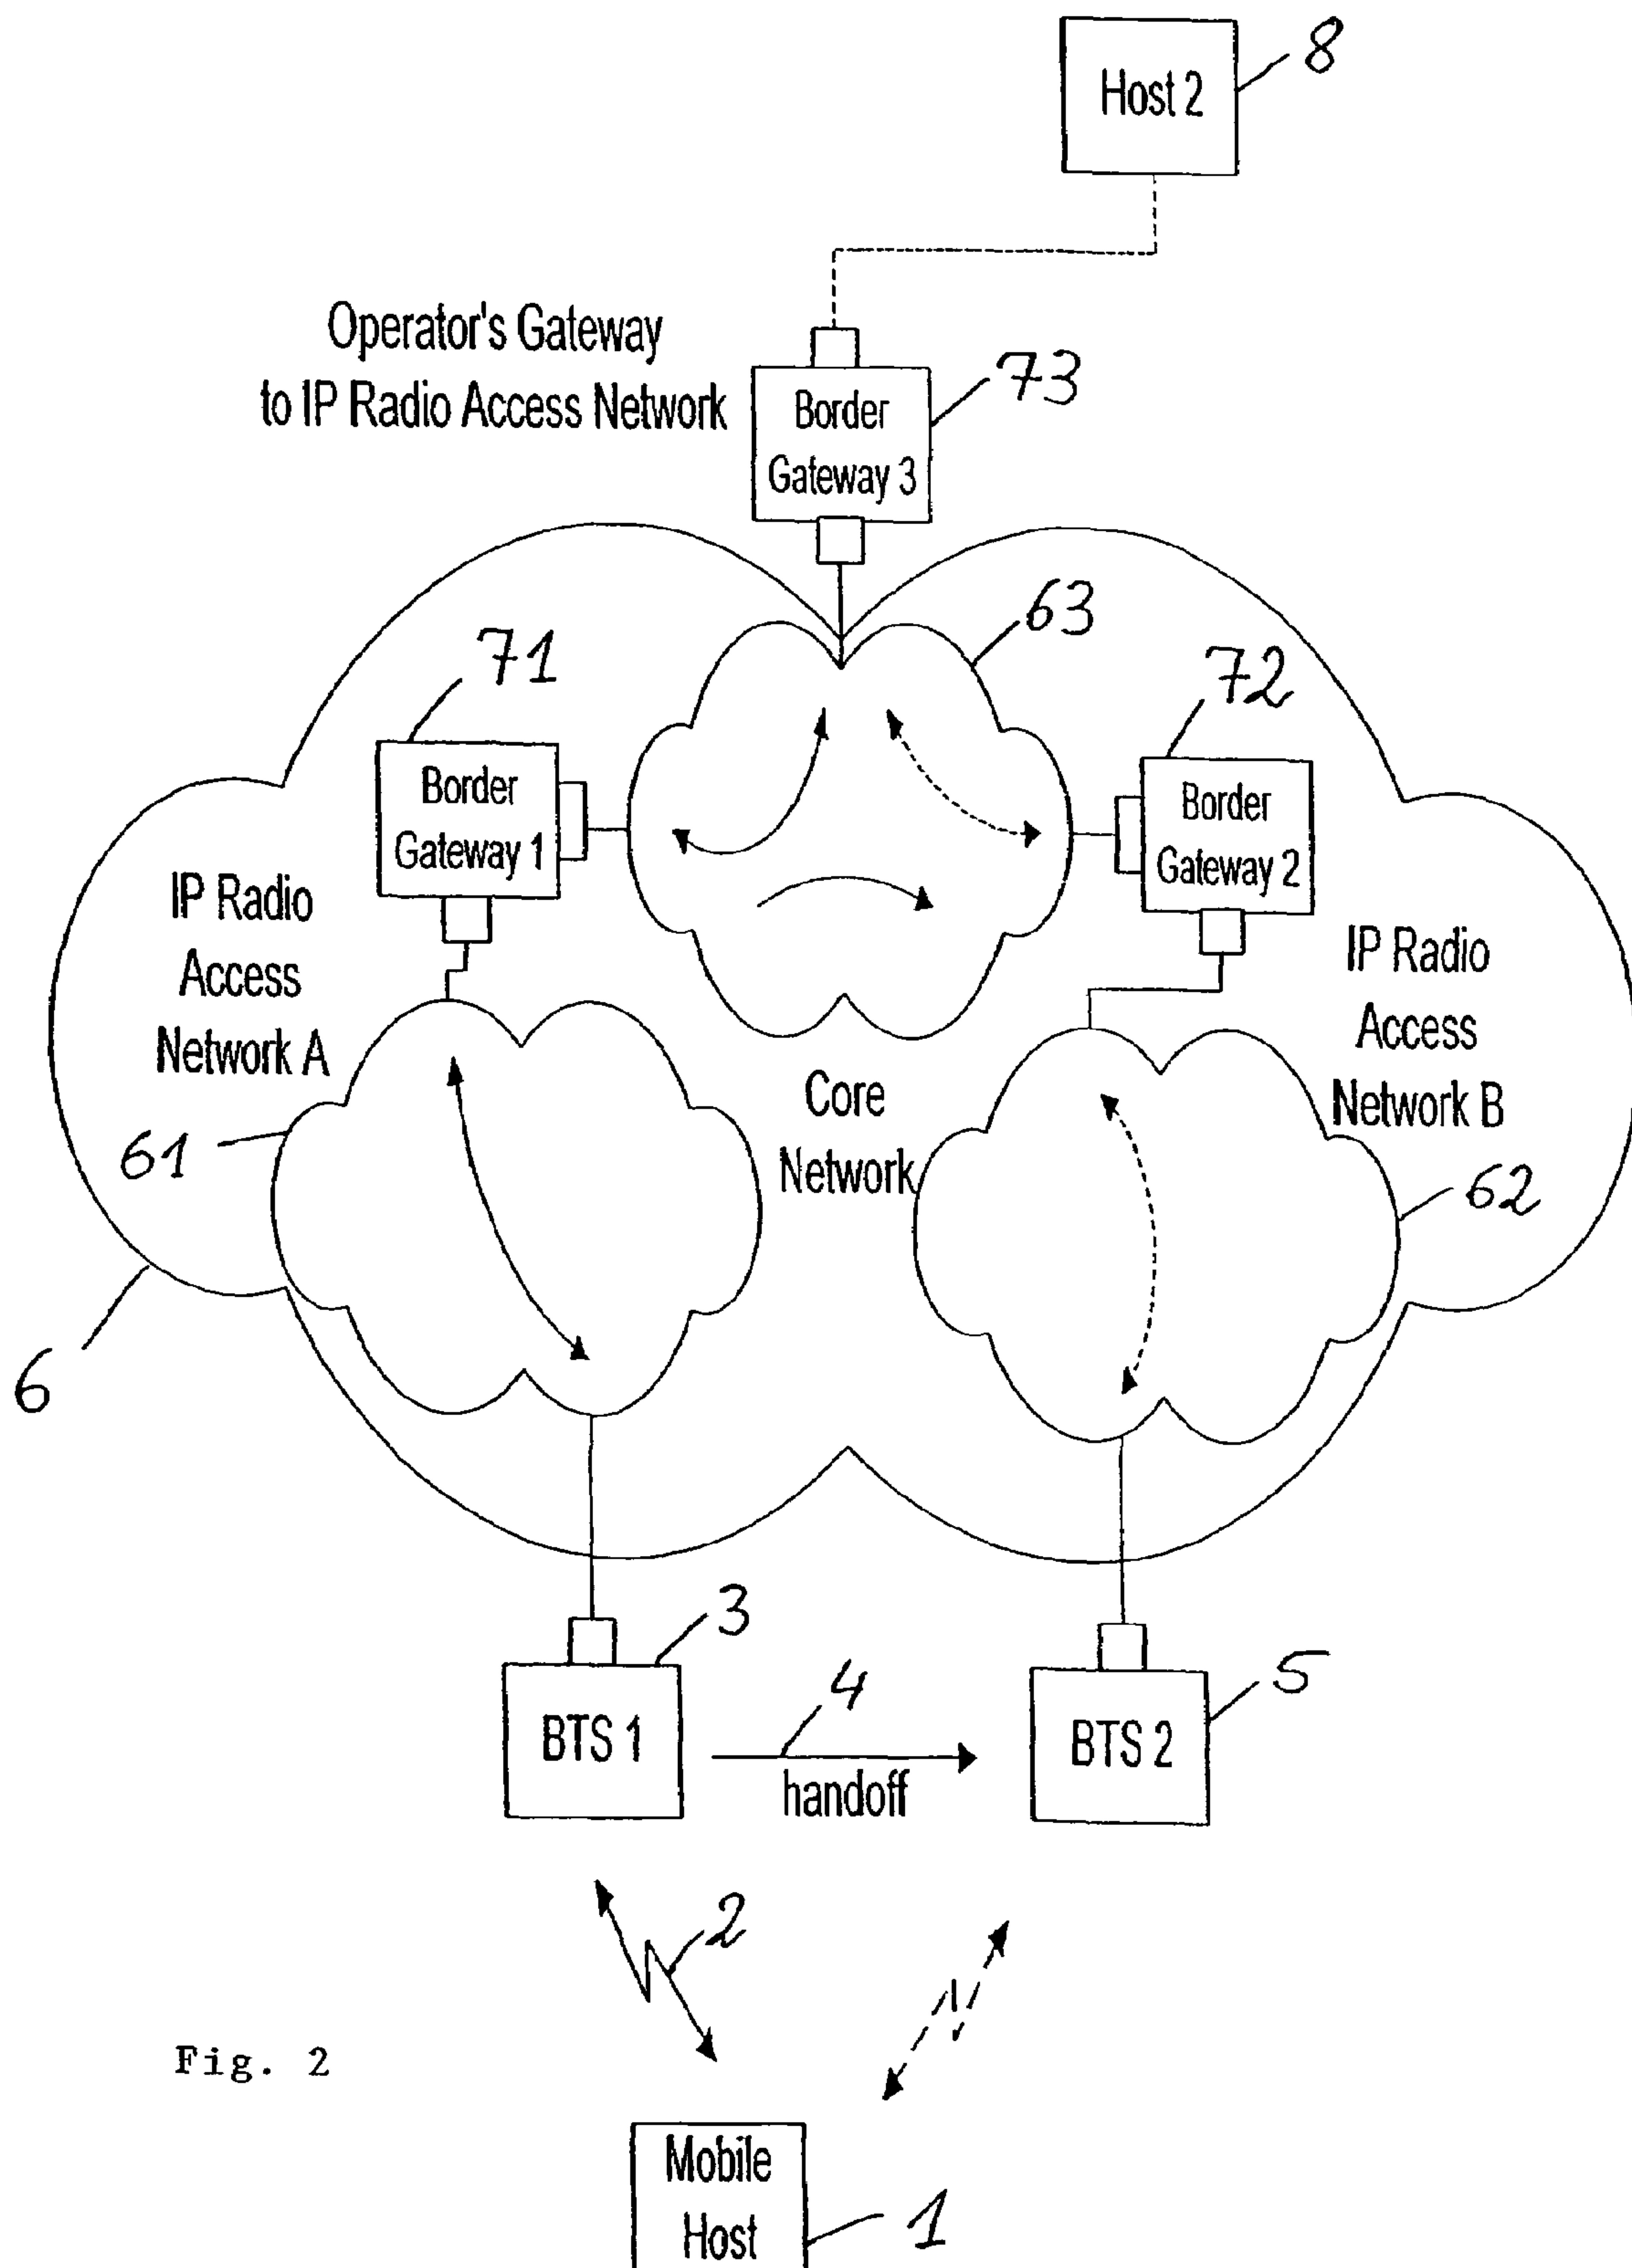 Host 2
8
Operator's Gateway
to IP Radio Access Network
Border
Gateway 3
73
63
71
72
Border
Gateway 1
Border
Gateway 2
IP Radio
Access
Network A
IP Radio
Access
Network B
Core
Network
61
62
6
3
BTS 1
4
handoff
5
BTS 2
2
Fig. 2
Mobile
Host
1